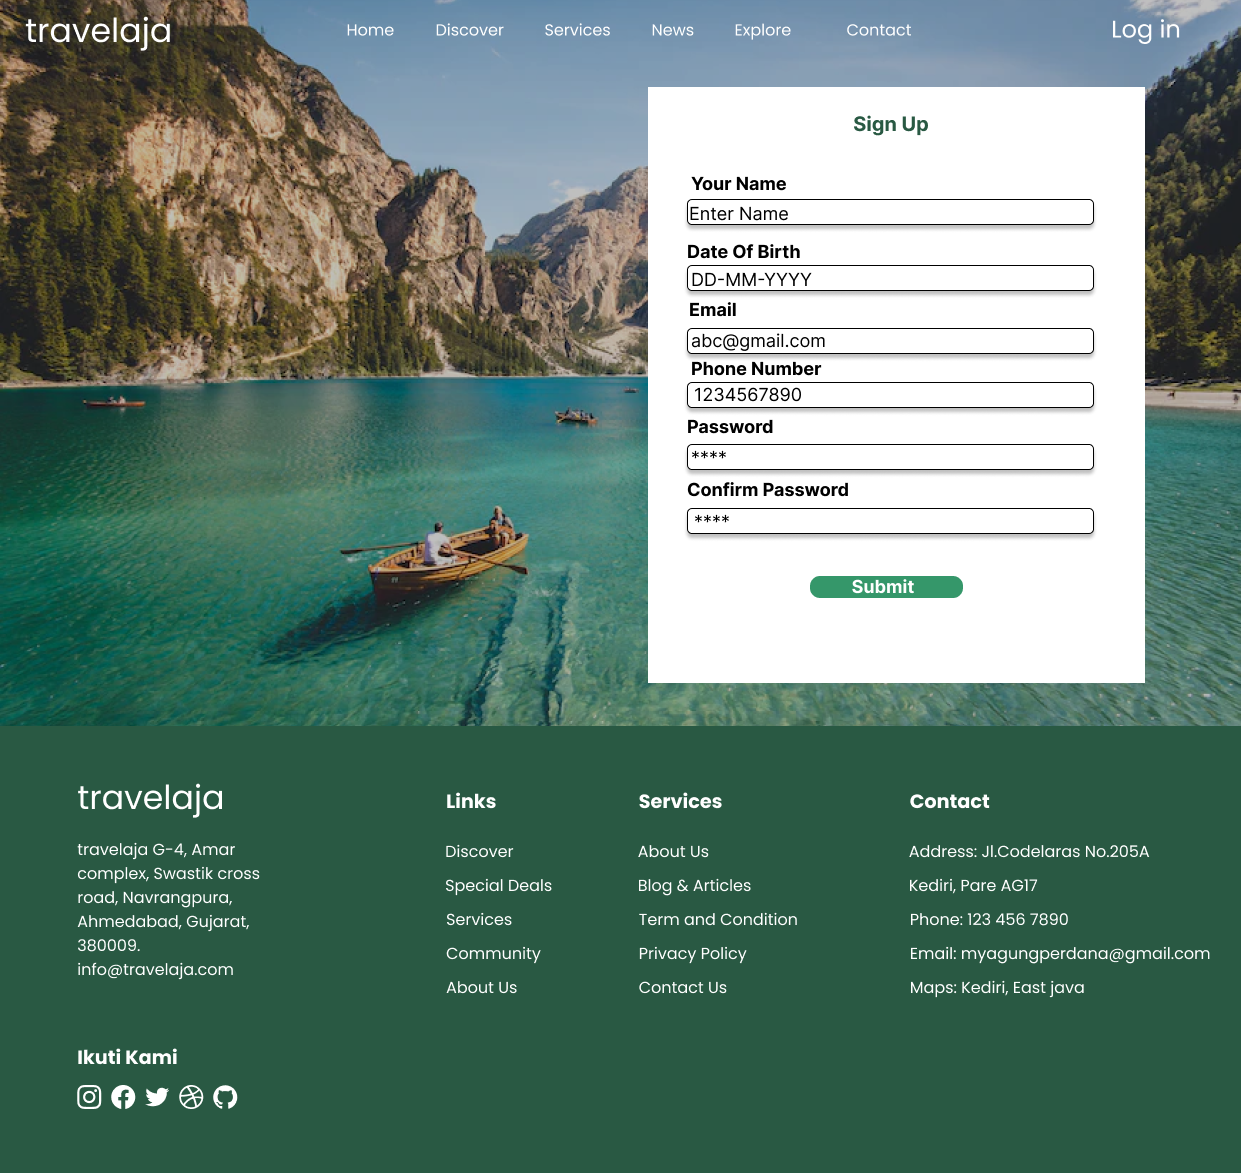 travelaja
Home Discover Services News Explore Contact
Log in
Sign Up
Your Name
Enter Name
Date Of Birth
DD-MM-YYYY
Email
abc@gmail.com
Phone Number
1234567890
Password
****
Confirm Password
****
Submit
travelaja
travelaja G-4, Amar
complex, Swastik cross
road, Navrangpura,
Ahmedabad, Gujarat,
380009.
info@travelaja.com
Links
Discover
Special Deals
Services
Community
About Us
Services
About Us
Blog & Articles
Term and Condition
Privacy Policy
Contact Us
Contact
Address: Jl.Codelaras No.205A
Kediri, Pare AG17
Phone: 123 456 7890
Email: myagungperdana@gmail.com
Maps: Kediri, East java
Ikuti Kami